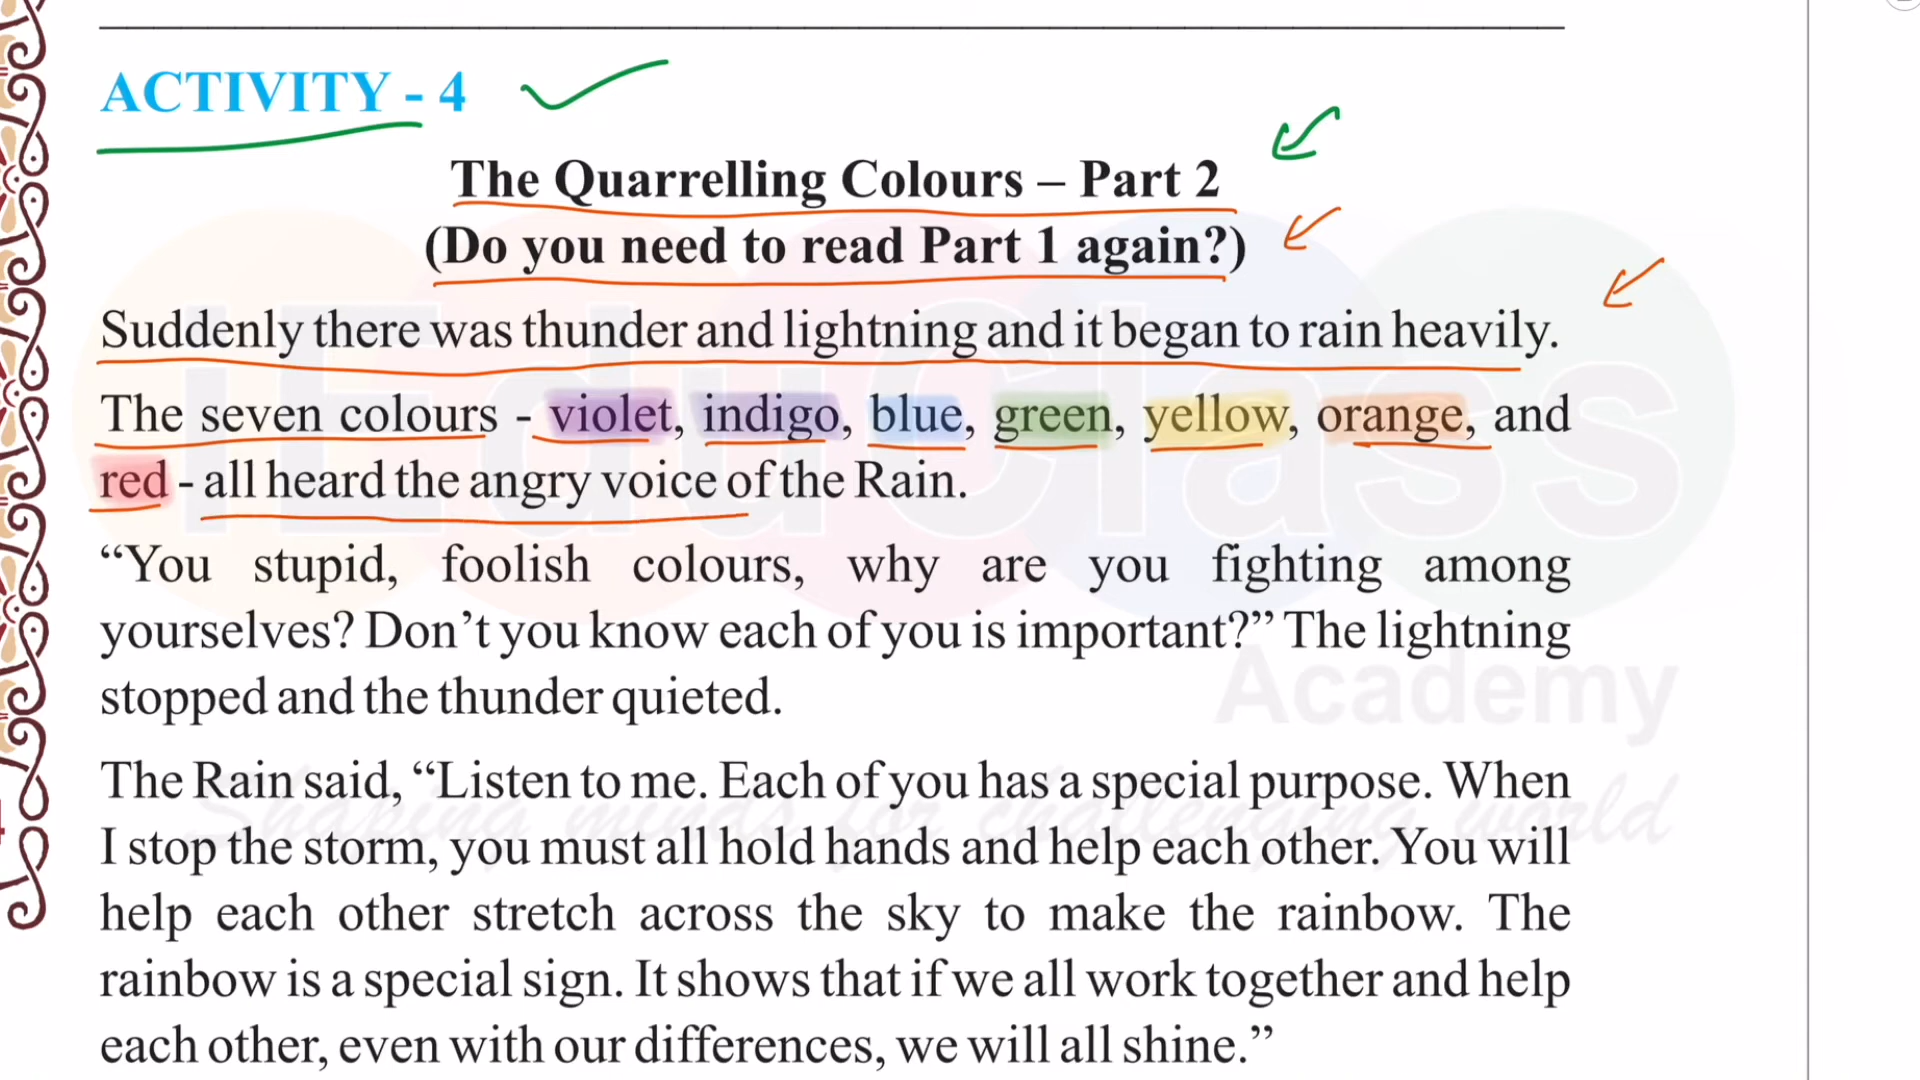 ACTIVITY - 4
The Quarrelling Colours – Part 2
(Do you need to read Part 1 again?)
Suddenly there was thunder and lightning and it began to rain heavily.
The seven colours - violet, indigo, blue, green, yellow, orange, and
red - all heard the angry voice of the Rain.
“You stupid, foolish colours, why are you fighting among
yourselves? Don’t you know each of you is important?” The lightning
stopped and the thunder quieted.
The Rain said, “Listen to me. Each of you has a special purpose. When
I stop the storm, you must all hold hands and help each other. You will
help each other stretch across the sky to make the rainbow. The
rainbow is a special sign. It shows that if we all work together and help
each other, even with our differences, we will all shine.”
iEduClass
Academy
Shaping minds for challenging world